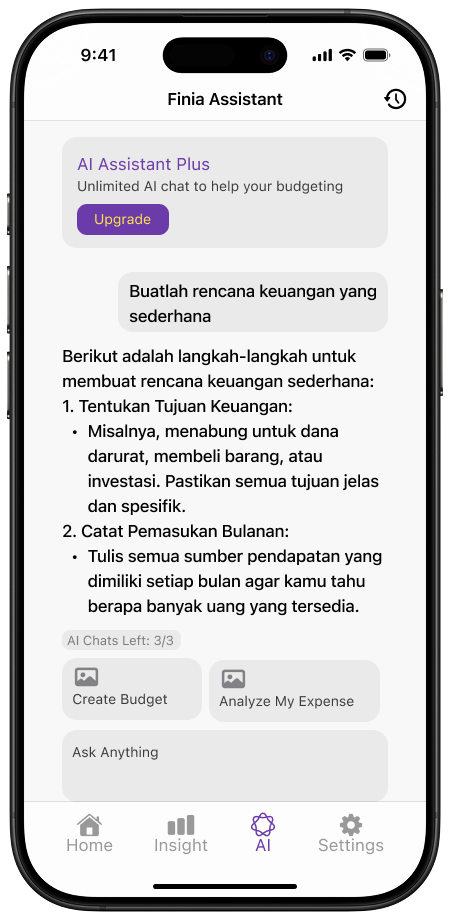 9:41
Finia Assistant
AI Assistant Plus
Unlimited AI chat to help your budgeting
Upgrade
Buatlah rencana keuangan yang
sederhana
Berikut adalah langkah-langkah untuk
membuat rencana keuangan sederhana:
1. Tentukan Tujuan Keuangan:
• Misalnya, menabung untuk dana
darurat, membeli barang, atau
investasi. Pastikan semua tujuan jelas
dan spesifik.
2. Catat Pemasukan Bulanan:
• Tulis semua sumber pendapatan yang
dimiliki setiap bulan agar kamu tahu
berapa banyak uang yang tersedia.
AI Chats Left: 3/3
Create Budget
Analyze My Expense
Ask Anything
Home
Insight
AI
Settings